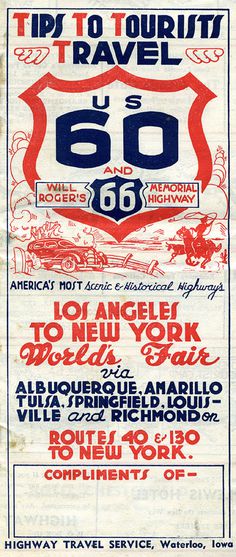 TIPS TO TOURISTS
TRAVEL
US
60
AND
WILL ROGER'S 66 MEMORIAL HIGHWAY
AMERICA'S MOST Scenic & Historical Highways
LOS ANGELES
TO NEW YORK
World's Fair
via
ALBUQUERQUE, AMARILLO
TULSA, SPRINGFIELD, LOUIS-
VILLE and RICHMOND on
ROUTES 40 & 130
TO NEW YORK.
COMPLIMENTS OF-
HIGHWAY TRAVEL SERVICE, Waterloo, Iowa